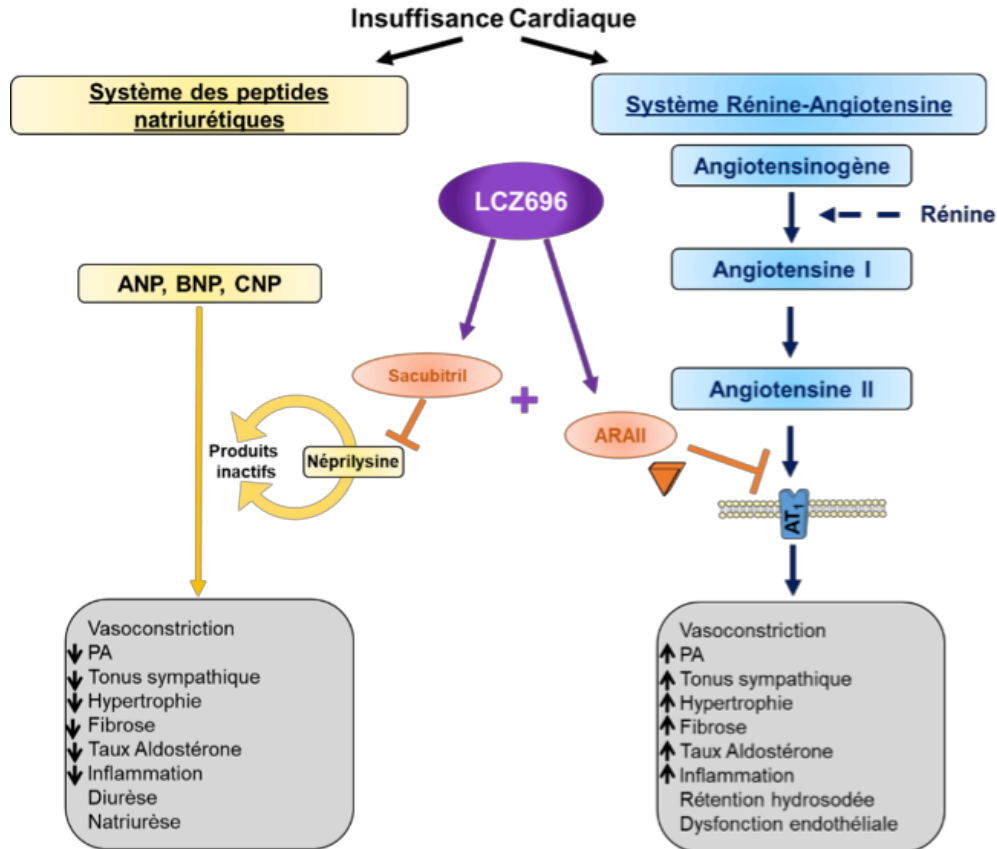 Insuffisance Cardiaque
Système des peptides
natriurétiques
Système Rénine-Angiotensine
Angiotensinogène
LCZ696
Rénine
ANP, BNP, CNP
Angiotensine I
Sacubitril
+
Angiotensine II
ARAII
Produits
inactifs
Néprilysine
AT1
Vasoconstriction
PA
Tonus sympathique
Hypertrophie
Fibrose
Taux Aldostérone
Inflammation
Diurèse
Natriurèse
Vasoconstriction
PA
Tonus sympathique
Hypertrophie
Fibrose
Taux Aldostérone
Inflammation
Rétention hydrosodée
Dysfonction endothéliale